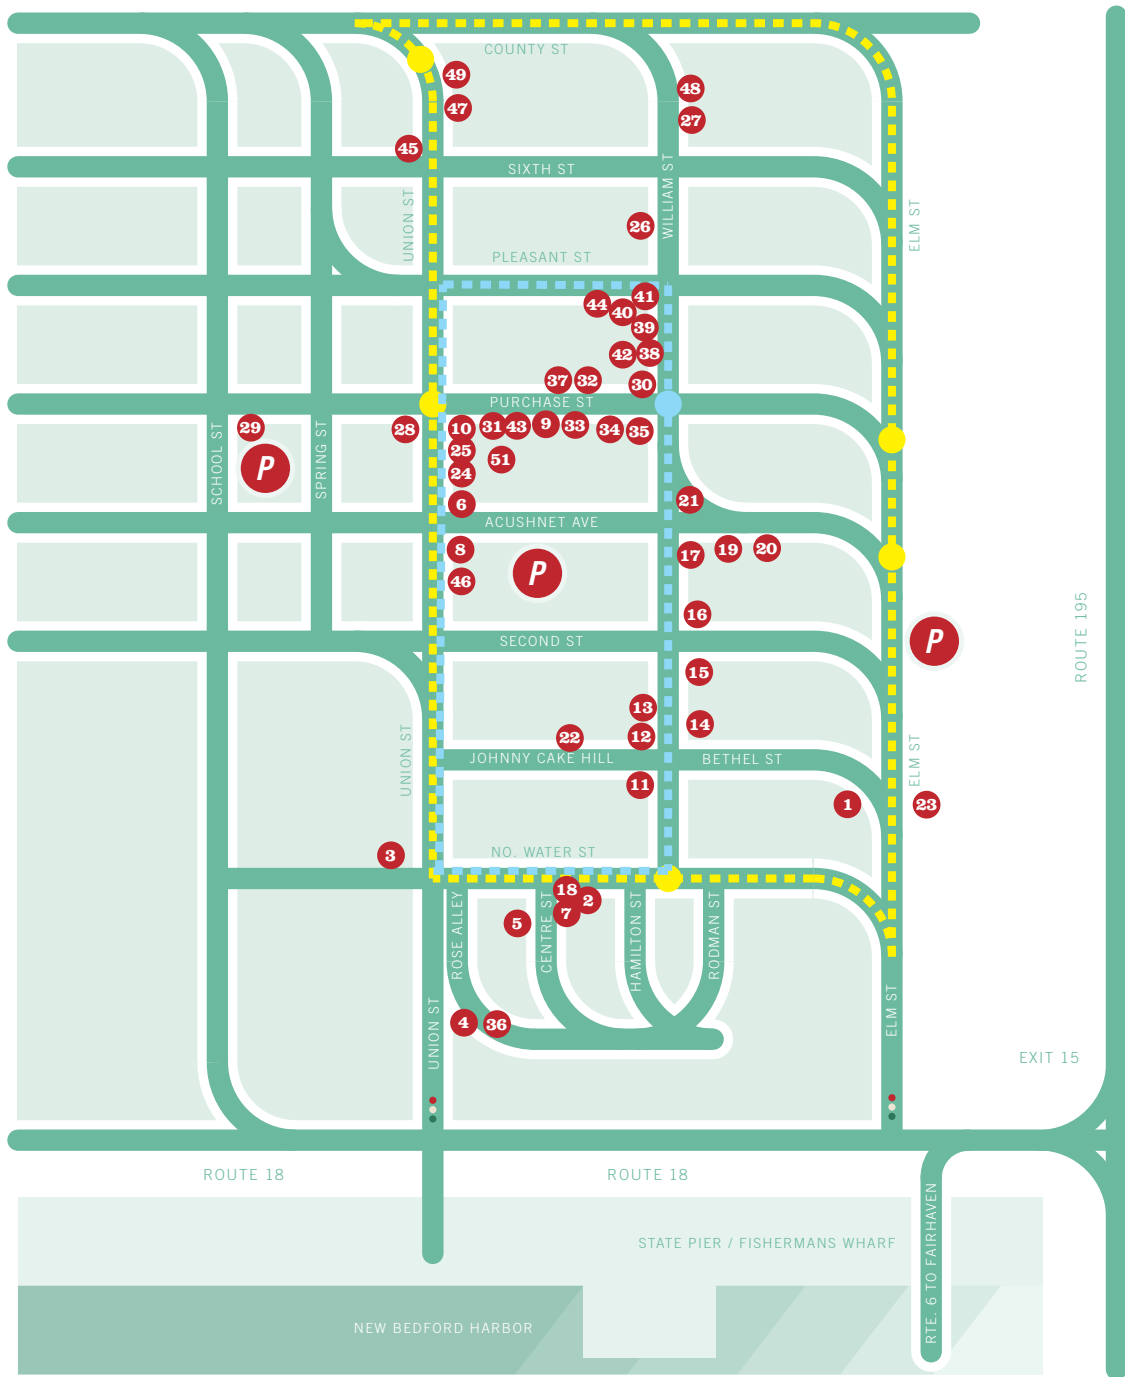 COUNTY ST
49
48
47
27
45
SIXTH ST
WILLIAM ST
UNION ST
ELM ST
26
PLEASANT ST
41
44
40
39
42
38
37
32
30
PURCHASE ST
29
28
10
31
43
9
33
34
35
SCHOOL ST
SPRING ST
P
25
51
24
6
21
ACUSHNET AVE
8
17
19
20
46
P
16
SECOND ST
P
ROUTE 195
15
13
14
22
12
UNION ST
JOHNNY CAKE HILL
BETHEL ST
ELM ST
11
1
23
3
NO. WATER ST
18
2
7
5
ROSE ALLEY
CENTRE ST
HAMILTON ST
RODMAN ST
4
36
UNION ST
ELM ST
EXIT 15
ROUTE 18
ROUTE 18
STATE PIER / FISHERMANS WHARF
RTE. 6 TO FAIRHAVEN
NEW BEDFORD HARBOR